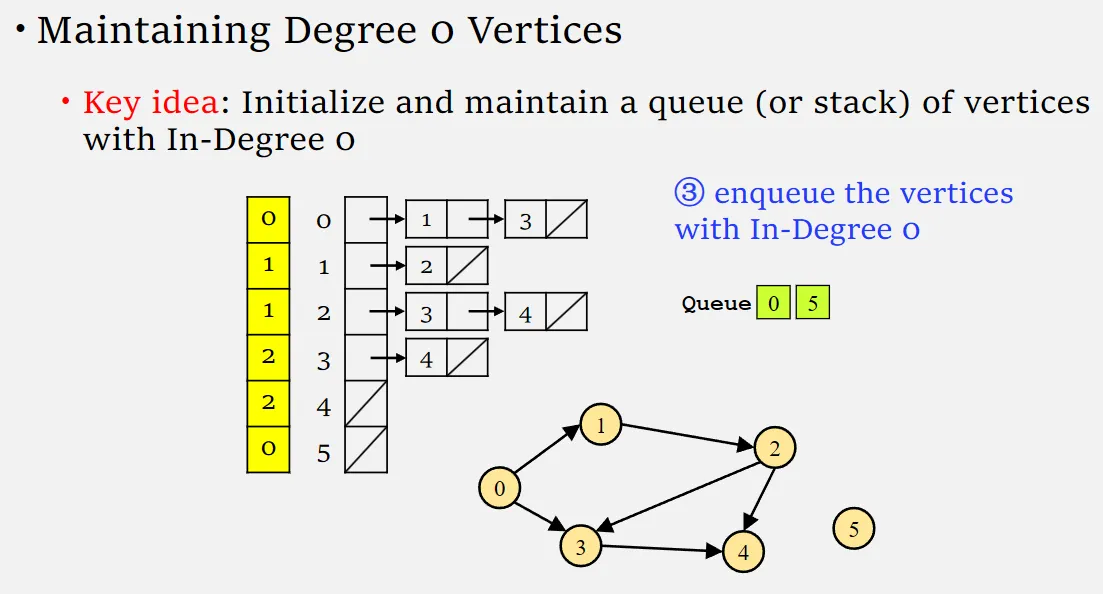 • Maintaining Degree 0 Vertices
• Key idea: Initialize and maintain a queue (or stack) of vertices
with In-Degree 0
③ enqueue the vertices
with In-Degree 0
Queue 0 5
0 0 1 3
1 1 2
1 2 3 4
2 3 4
2 4
0 5
1
2
0
5
3
4